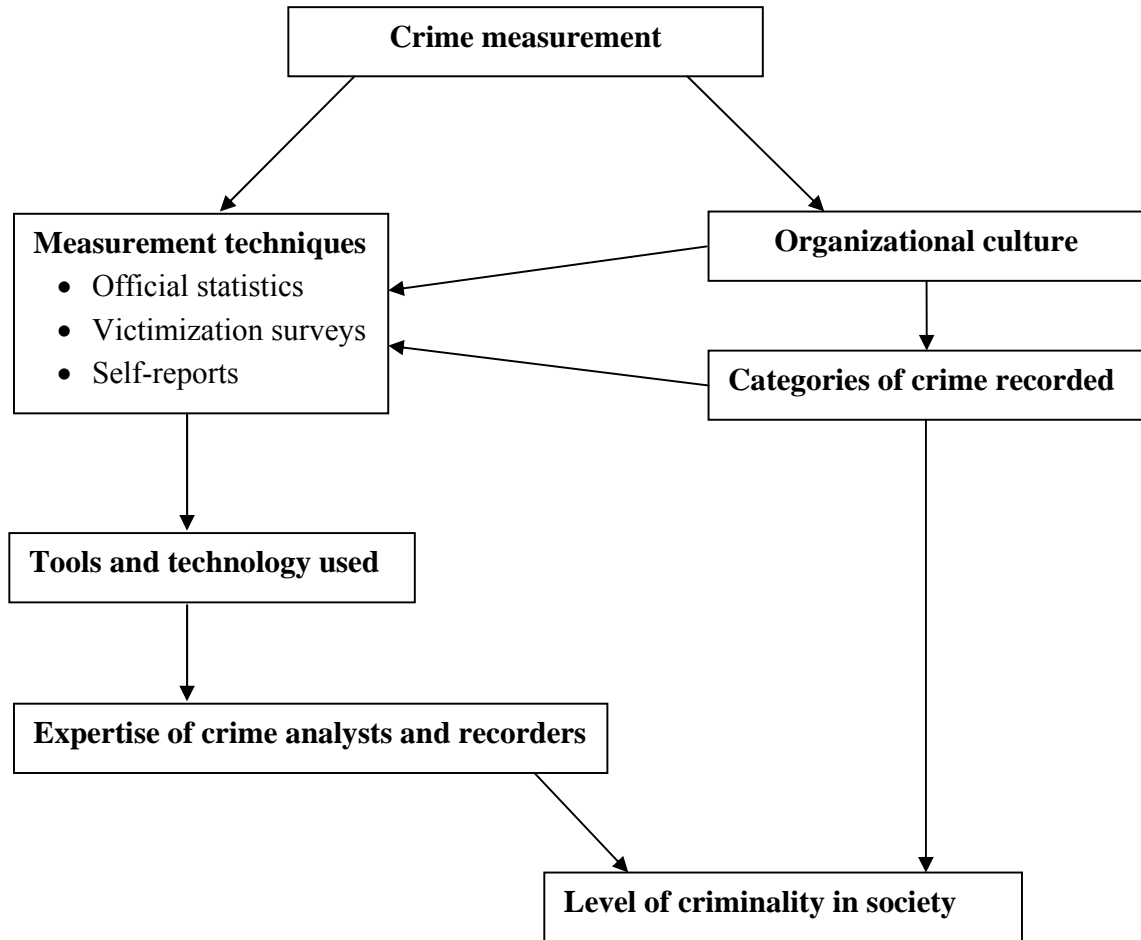 Crime measurement
Measurement techniques
• Official statistics
• Victimization surveys
• Self-reports
Organizational culture
Categories of crime recorded
Tools and technology used
Expertise of crime analysts and recorders
Level of criminality in society